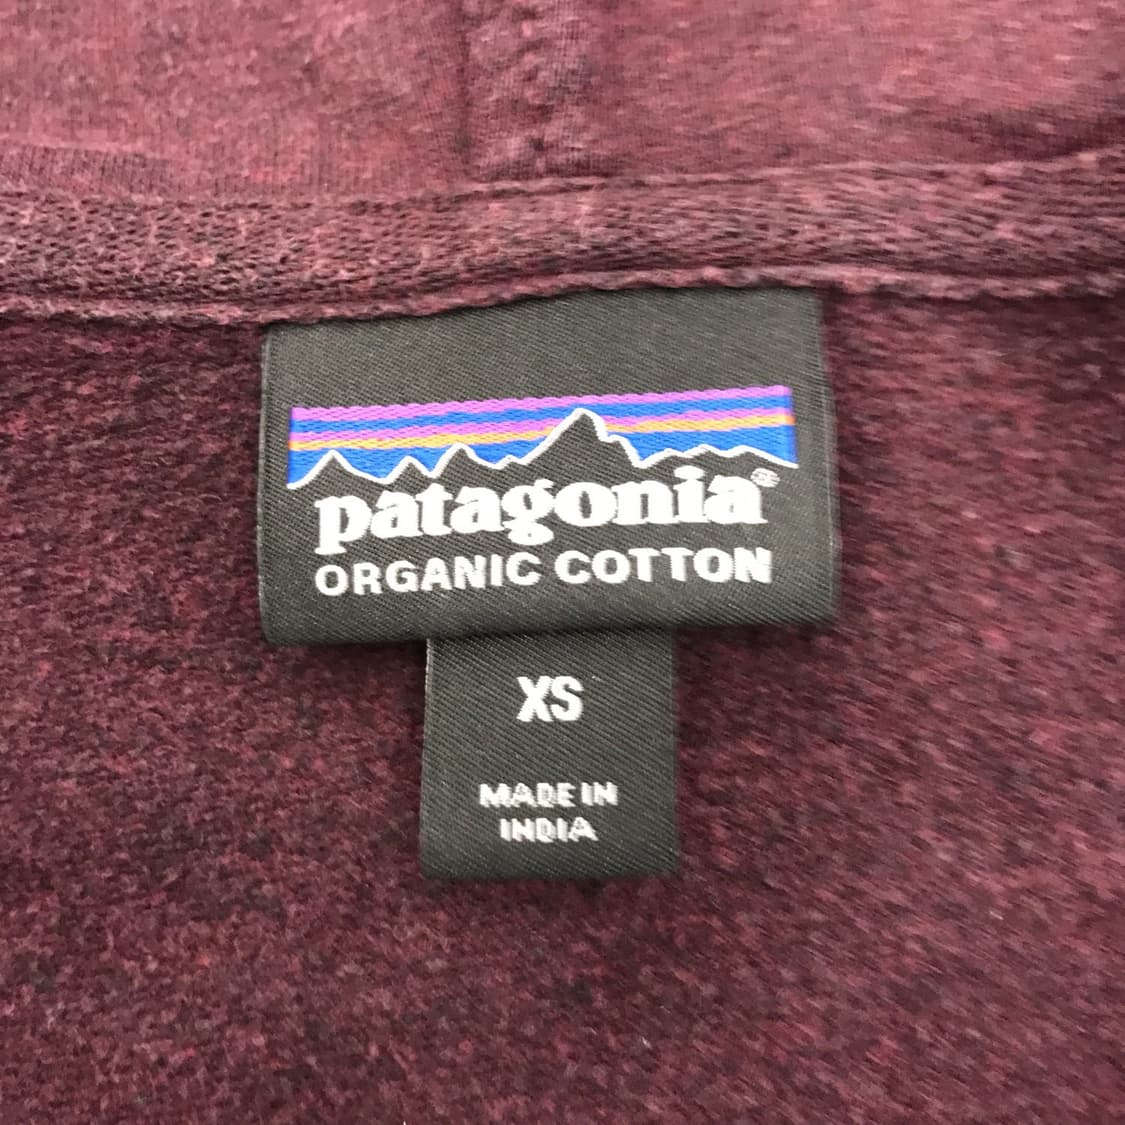 patagonia®
ORGANIC COTTON
XS
MADE IN
INDIA